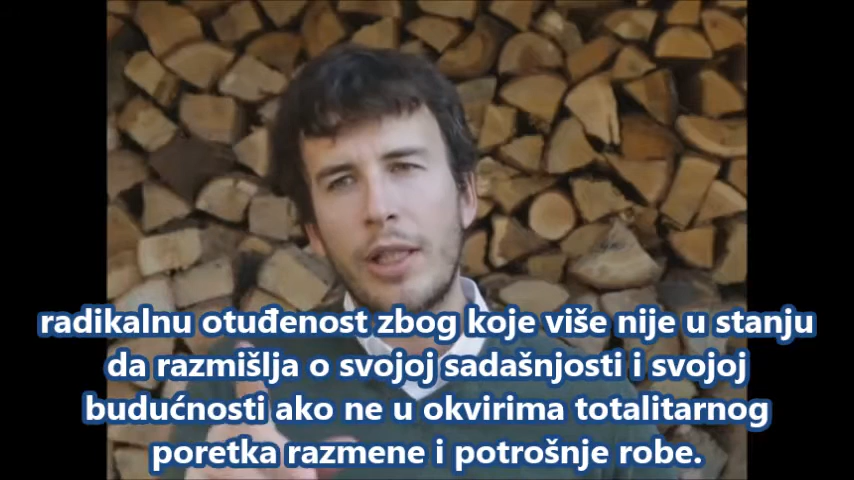 radikalnu otuđenost zbog koje više nije u stanju
da razmišlja o svojoj sadašnjosti i svojoj
budućnosti ako ne u okvirima totalitarnog
poretka razmene i potrošnje robe.